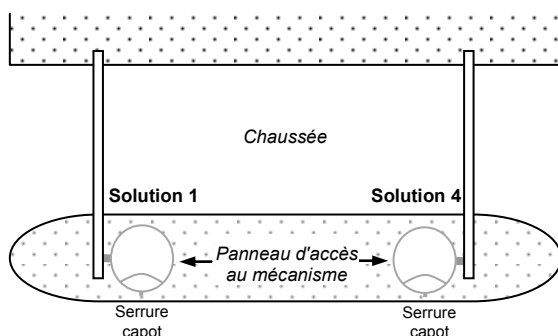 Chaussée
Solution 1
Solution 4
Panneau d'accès
au mécanisme
Serrure
capot
Serrure
capot